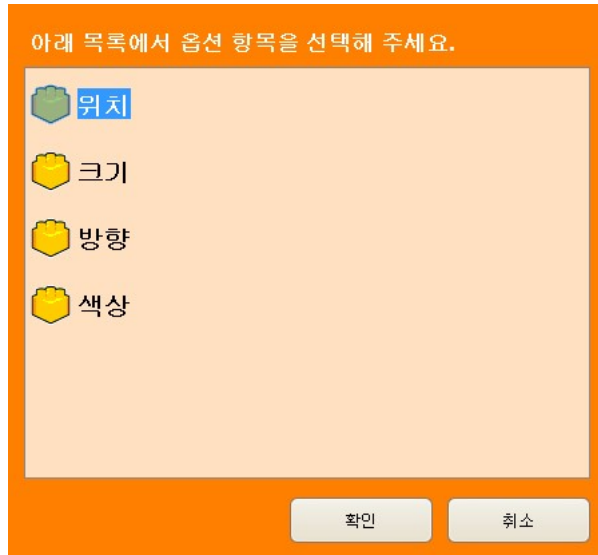 아래 목록에서 옵션 항목을 선택해 주세요.
위치
크기
방향
색상
확인
취소